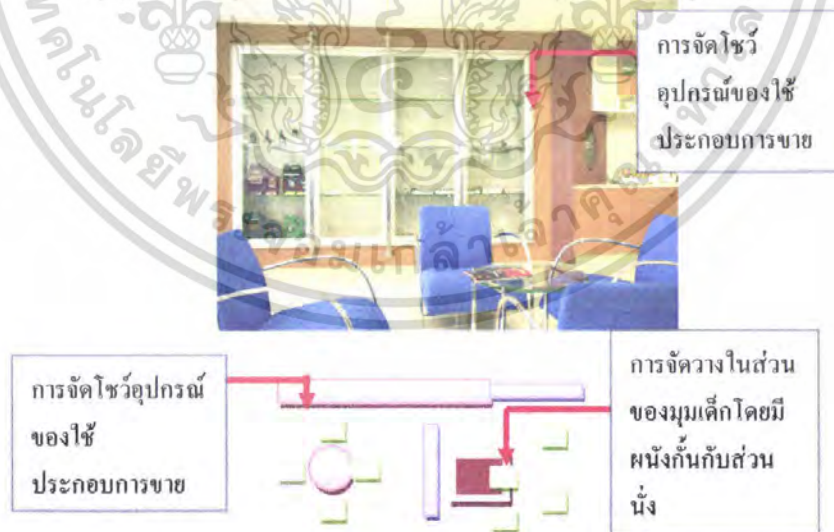 การจัดโชว์
อุปกรณ์ของใช้
ประกอบการขาย
การจัดโชว์อุปกรณ์
ของใช้
ประกอบการขาย
การจัดวางในส่วน
ของมุมเด็กโดยมี
ผนังกั้นกับส่วน
นั่ง